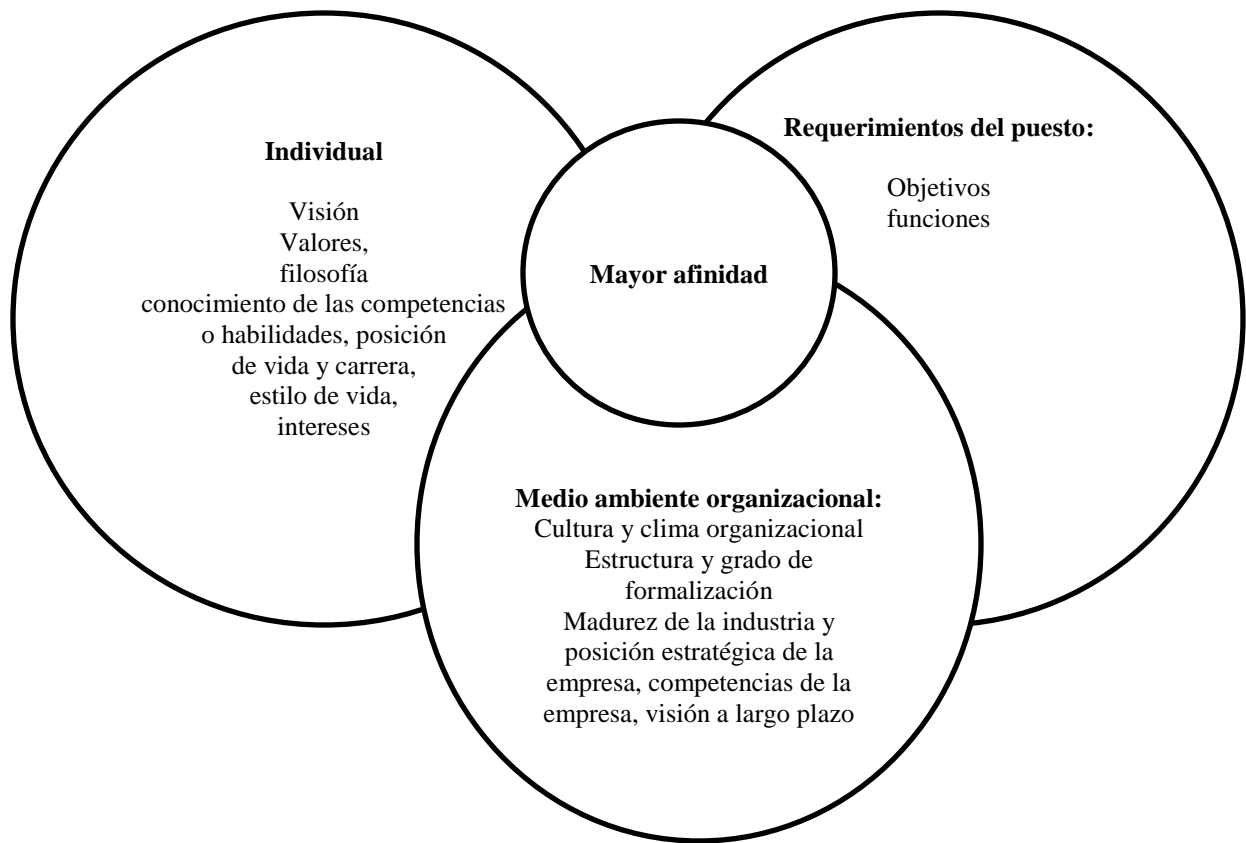 Individual
Visión
Valores,
filosofía
conocimiento de las competencias
o habilidades, posición
de vida y carrera,
estilo de vida,
intereses
Mayor afinidad
Requerimientos del puesto:
Objetivos
funciones
Medio ambiente organizacional:
Cultura y clima organizacional
Estructura y grado de
formalización
Madurez de la industria y
posición estratégica de la
empresa, competencias de la
empresa, visión a largo plazo